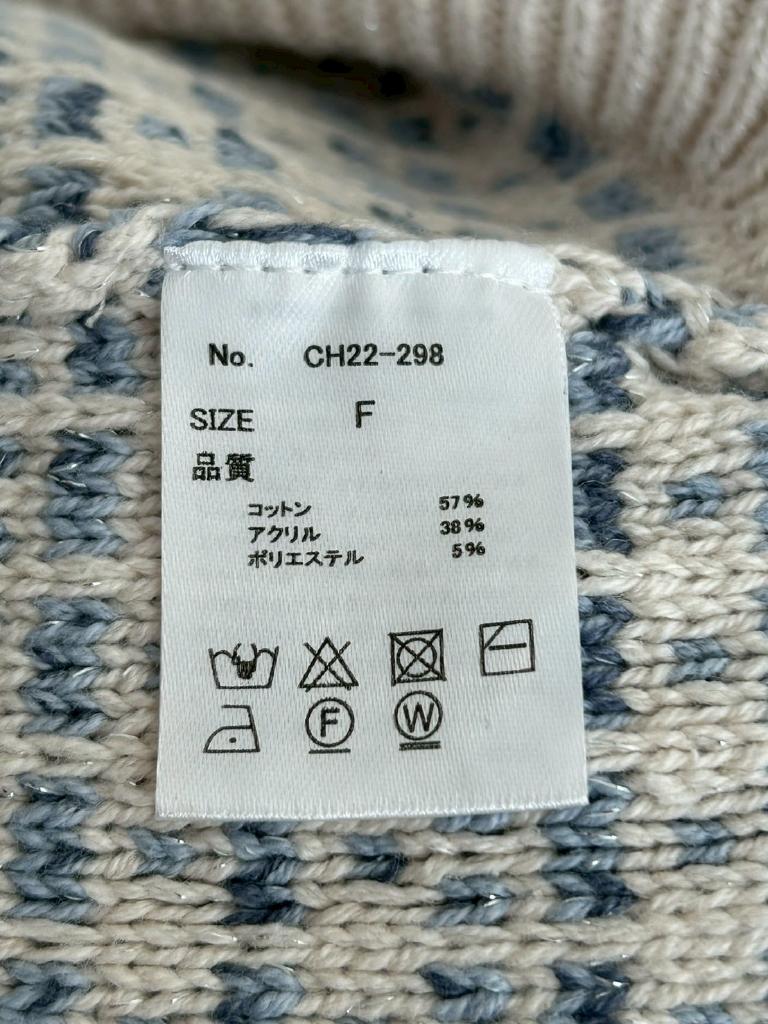 No. CH22-298
SIZE F
品質
コットン 57%
アクリル 38%
ポリエステル 5%
F W